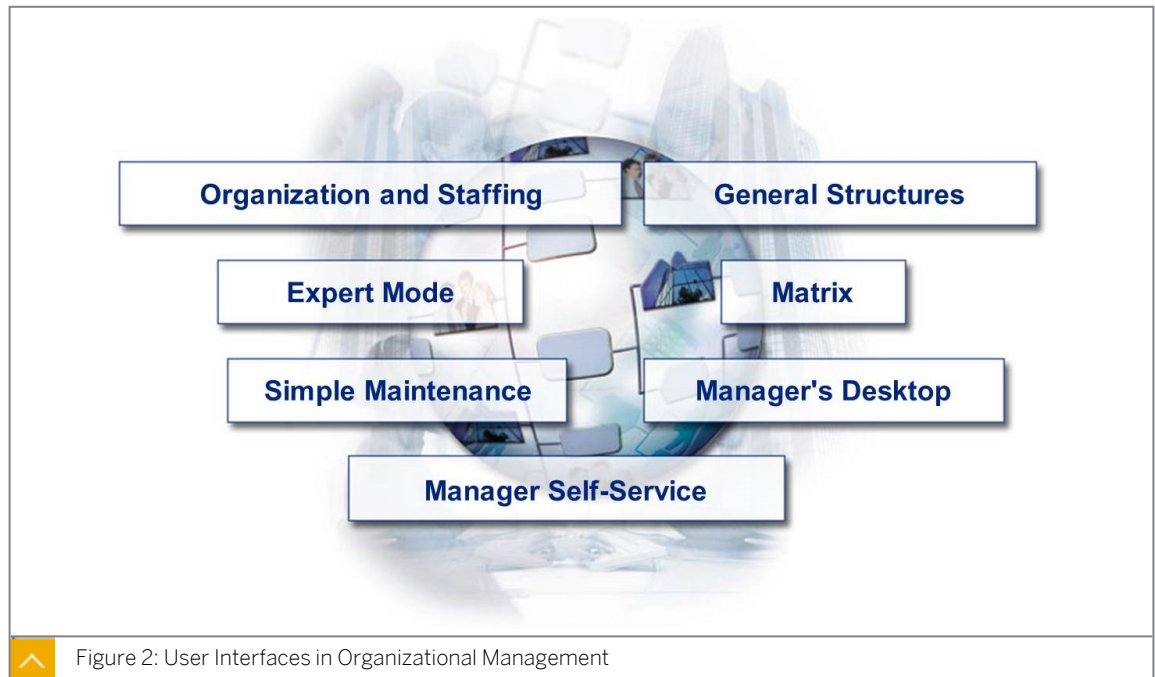 Organization and Staffing
General Structures
Expert Mode
Matrix
Simple Maintenance
Manager's Desktop
Manager Self-Service
Figure 2: User Interfaces in Organizational Management